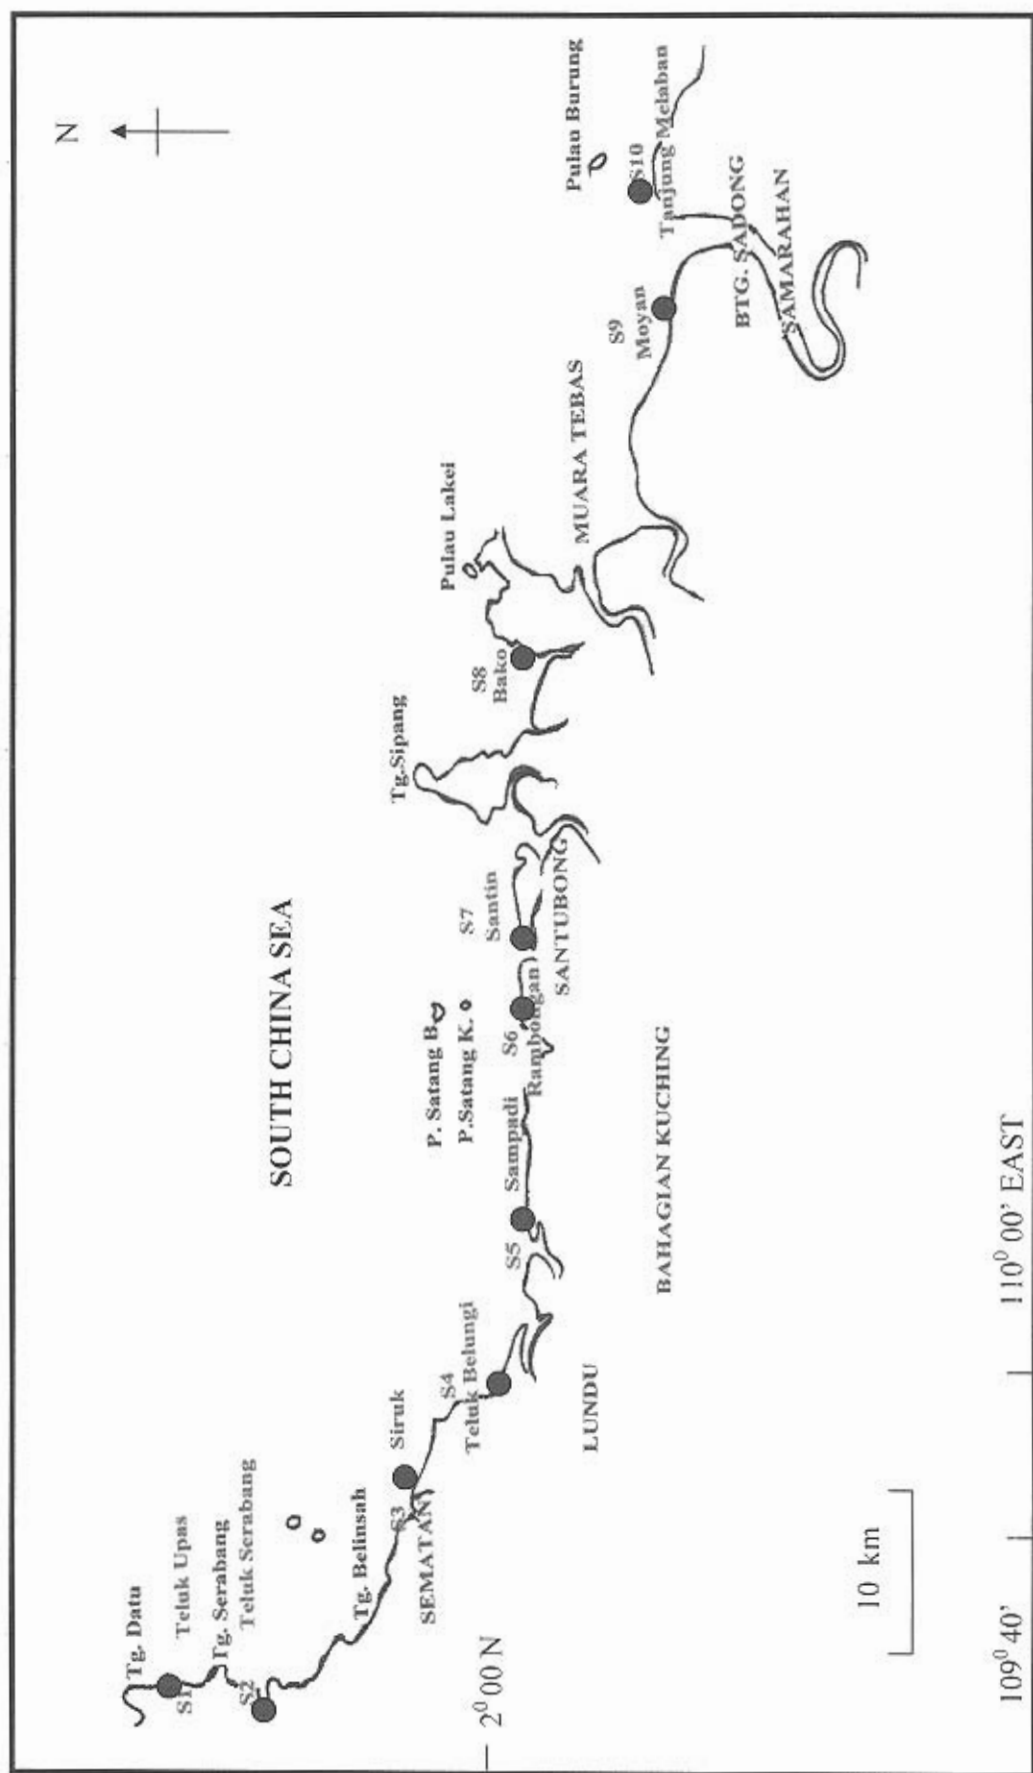 N
SOUTH CHINA SEA
Tg. Datu
S1
Teluk Upas
Tg. Serabang
S2
Teluk Serabang
Tg. Belinsah
S3
Siruk
SEMATAN
S4
Teluk Belungi
LUNDU
S5
Sampadi
P. Satang B
P.Satang K.
S6
Rambongan
S7
Santin
SANTUBONG
Tg.Sipang
S8
Bako
Pulau Lakei
MUARA TEBAS
S9
Moyan
Pulau Burung
S10
Tanjung Melaban
BTG. SADONG
SAMARAHAN
BAHAGIAN KUCHING
2⁰ 00 N
10 km
109⁰ 40'
110⁰ 00' EAST